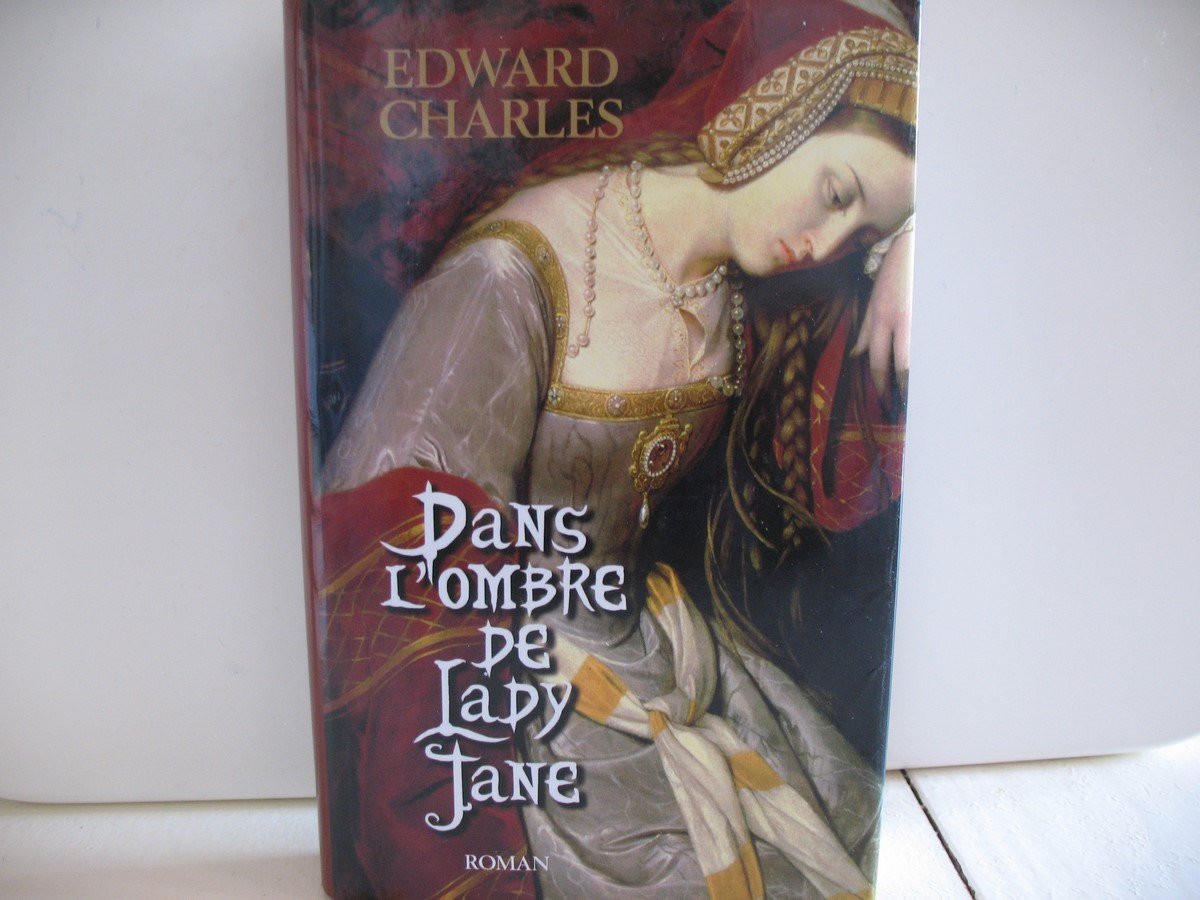 EDWARD
CHARLES
DANS
L'OMBRE
DE
LADY
JANE
ROMAN